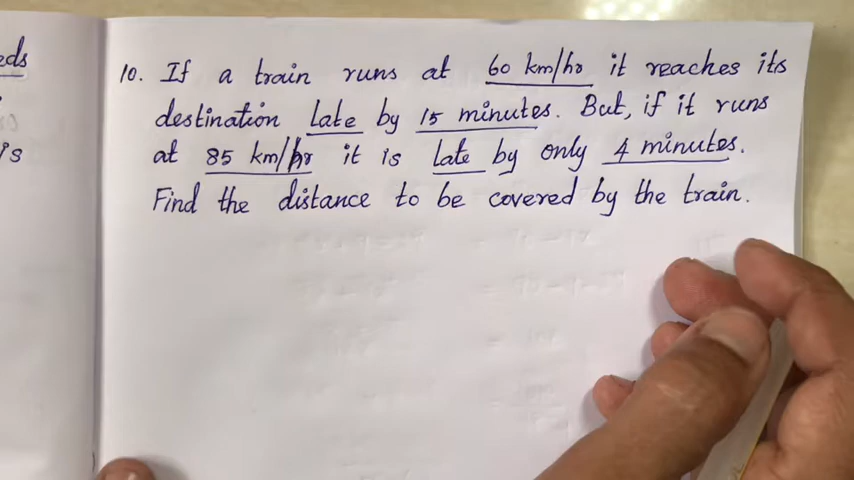 eds
is
10. If a train runs at 60 km/hr it reaches its
destination late by 15 minutes. But, if it runs
at 85 km/hr it is late by only 4 minutes.
Find the distance to be covered by the train.